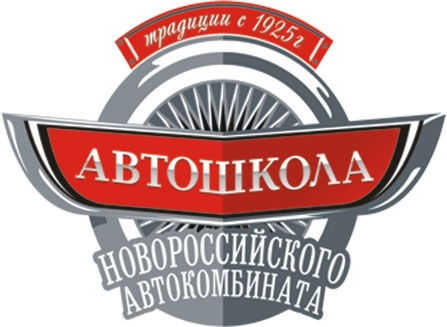 традиции с 1925г
АВТОШКОЛА
НОВОРОССИЙСКОГО
АВТОКОМБИНАТА